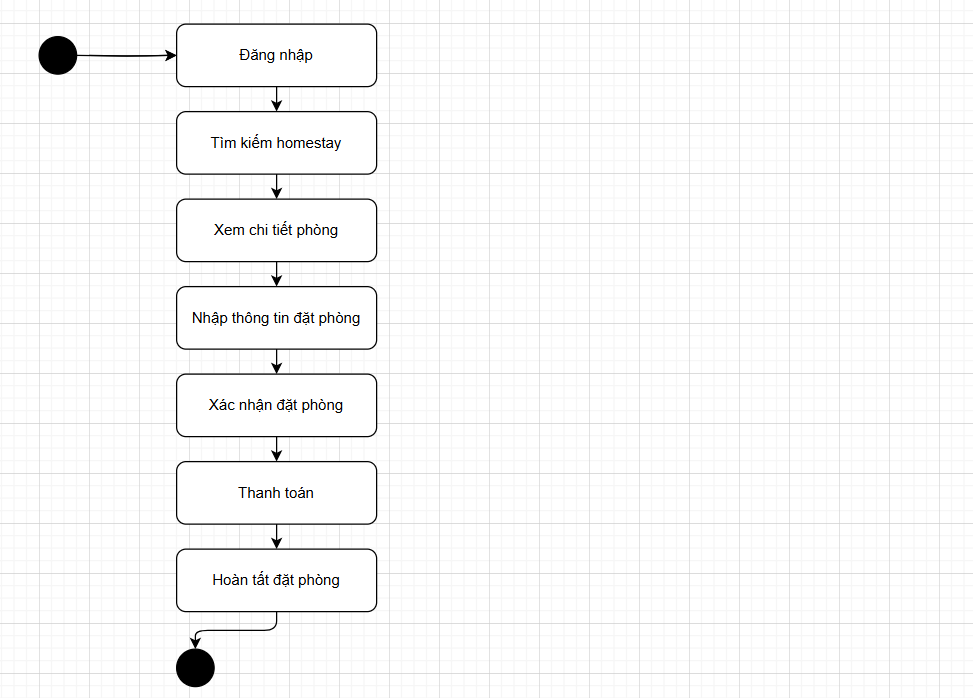 Đăng nhập
Tìm kiếm homestay
Xem chi tiết phòng
Nhập thông tin đặt phòng
Xác nhận đặt phòng
Thanh toán
Hoàn tất đặt phòng